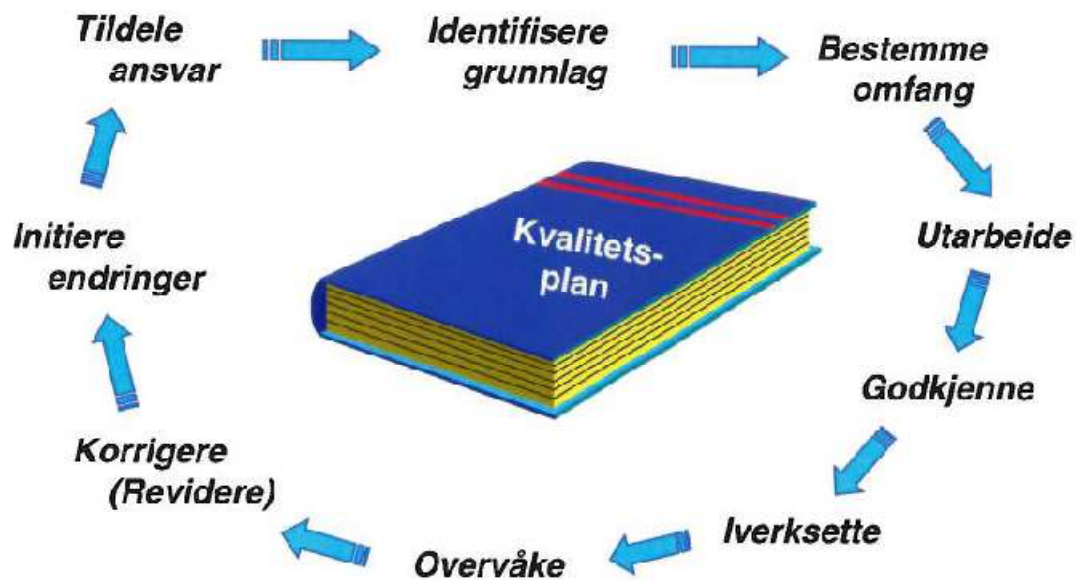 Tildele
ansvar
Identifisere
grunnlag
Bestemme
omfang
Utarbeide
Godkjenne
Iverksette
Overvåke
Korrigere
(Revidere)
Initiere
endringer
Kvalitets-
plan